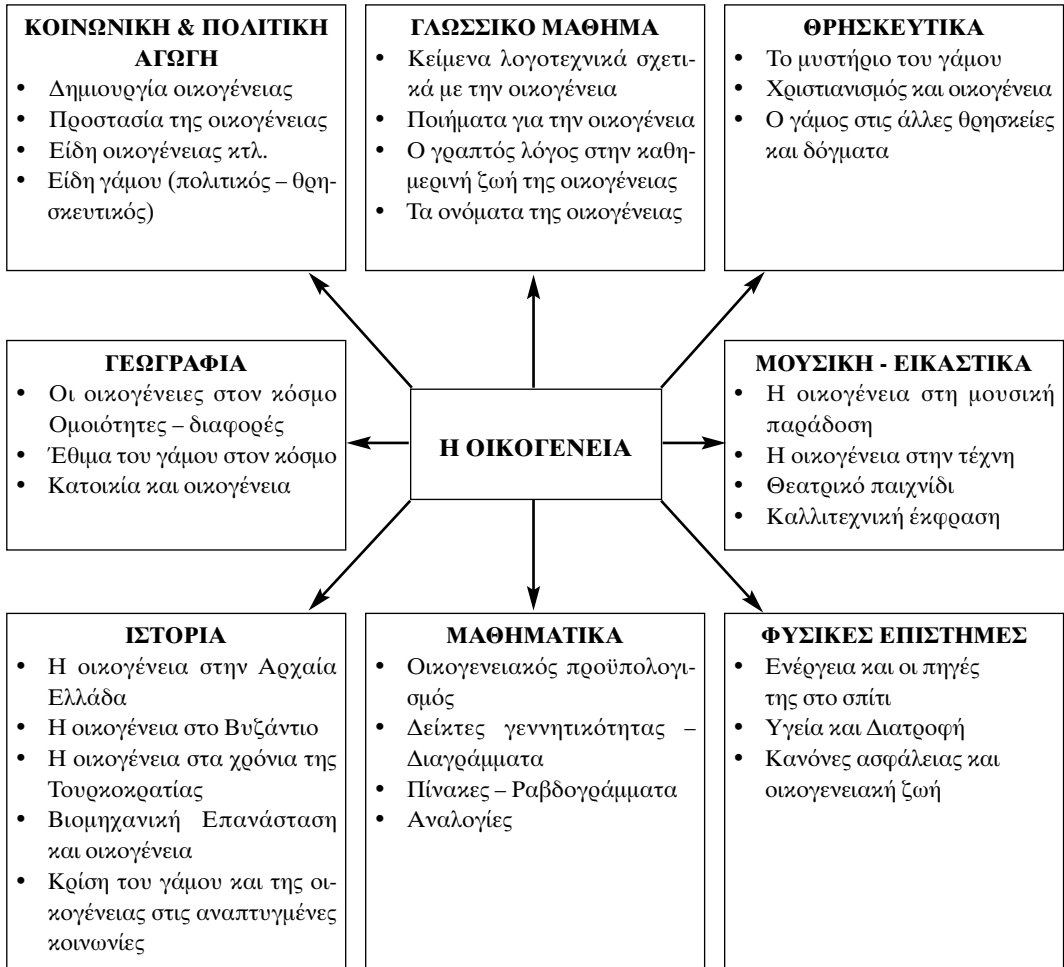 ΚΟΙΝΩΝΙΚΗ & ΠΟΛΙΤΙΚΗ
ΑΓΩΓΗ
• Δημιουργία οικογένειας
• Προστασία της οικογένειας
• Είδη οικογένειας κτλ.
• Είδη γάμου (πολιτικός – θρη-
σκευτικός)
ΓΛΩΣΣΙΚΟ ΜΑΘΗΜΑ
• Κείμενα λογοτεχνικά σχετι-
κά με την οικογένεια
• Ποιήματα για την οικογένεια
• Ο γραπτός λόγος στην καθη-
μερινή ζωή της οικογένειας
• Τα ονόματα της οικογένειας
ΘΡΗΣΚΕΥΤΙΚΑ
• Το μυστήριο του γάμου
• Χριστιανισμός και οικογένεια
• Ο γάμος στις άλλες θρησκείες
και δόγματα
ΓΕΩΓΡΑΦΙΑ
• Οι οικογένειες στον κόσμο
Ομοιότητες – διαφορές
• Έθιμα του γάμου στον κόσμο
• Κατοικία και οικογένεια
Η ΟΙΚΟΓΕΝΕΙΑ
ΜΟΥΣΙΚΗ - ΕΙΚΑΣΤΙΚΑ
• Η οικογένεια στη μουσική
παράδοση
• Η οικογένεια στην τέχνη
• Θεατρικό παιχνίδι
• Καλλιτεχνική έκφραση
ΙΣΤΟΡΙΑ
• Η οικογένεια στην Αρχαία
Ελλάδα
• Η οικογένεια στο Βυζάντιο
• Η οικογένεια στα χρόνια της
Τουρκοκρατίας
• Βιομηχανική Επανάσταση
και οικογένεια
• Κρίση του γάμου και της οι-
κογένειας στις αναπτυγμένες
κοινωνίες
ΜΑΘΗΜΑΤΙΚΑ
• Οικογενειακός προϋπολογι-
σμός
• Δείκτες γεννητικότητας –
Διαγράμματα
• Πίνακες – Ραβδογράμματα
• Αναλογίες
ΦΥΣΙΚΕΣ ΕΠΙΣΤΗΜΕΣ
• Ενέργεια και οι πηγές
της στο σπίτι
• Υγεία και Διατροφή
• Κανόνες ασφάλειας και
οικογενειακή ζωή